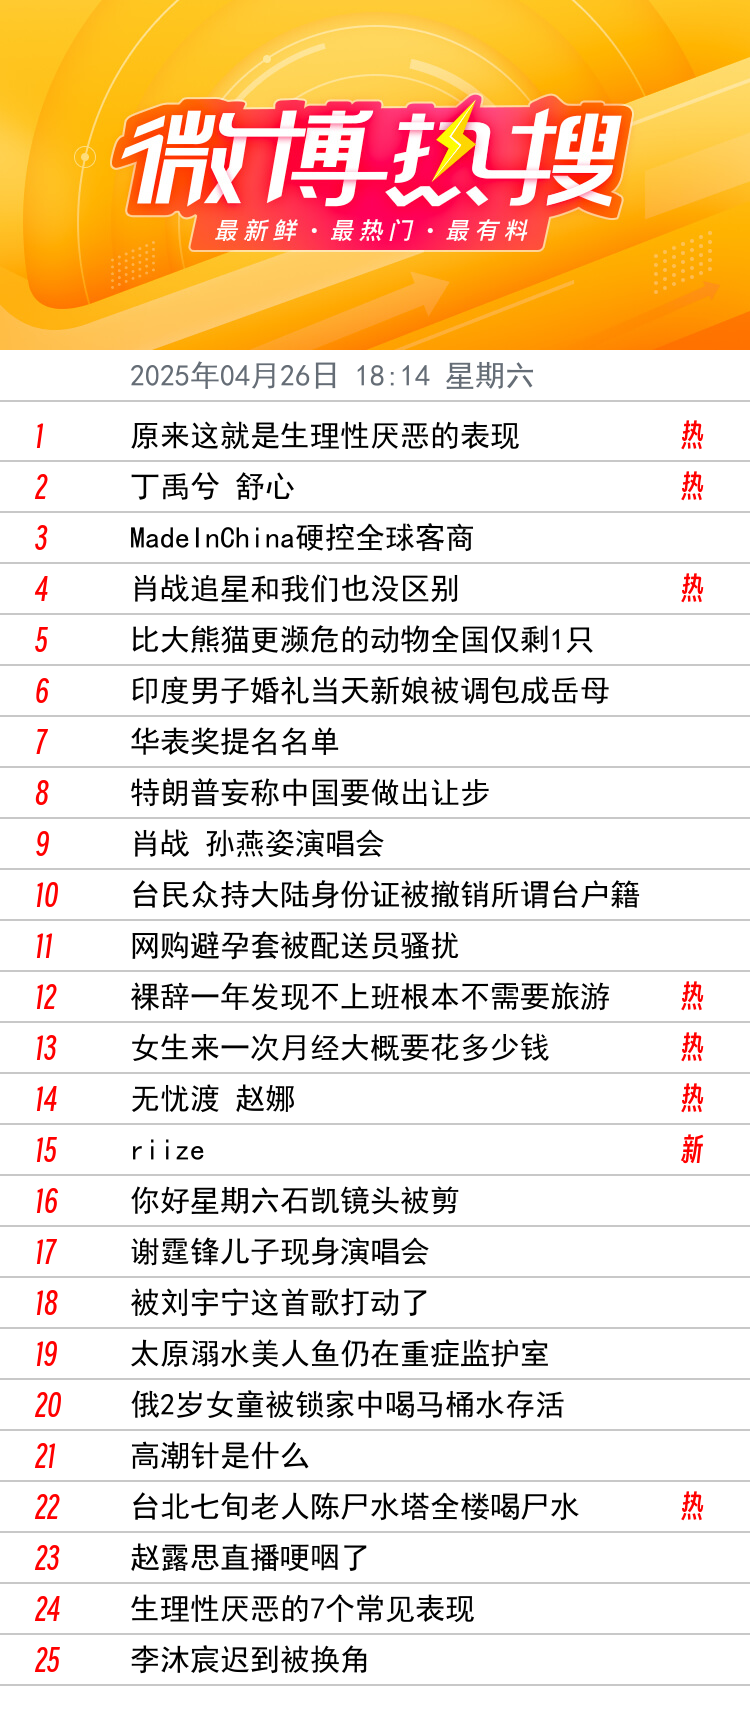 微博热搜
最新鲜·最热门·最有料
2025年04月26日 18:14 星期六
1 原来这就是生理性厌恶的表现 热
2 丁禹兮 舒心 热
3 MadeInChina硬控全球客商
4 肖战追星和我们也没区别 热
5 比大熊猫更濒危的动物全国仅剩1只
6 印度男子婚礼当天新娘被调包成岳母
7 华表奖提名名单
8 特朗普妄称中国要做出让步
9 肖战 孙燕姿演唱会
10 台民众持大陆身份证被撤销所谓台户籍
11 网购避孕套被配送员骚扰
12 裸辞一年发现不上班根本不需要旅游 热
13 女生来一次月经大概要花多少钱 热
14 无忧渡 赵娜 热
15 riize 新
16 你好星期六石凯镜头被剪
17 谢霆锋儿子现身演唱会
18 被刘宇宁这首歌打动了
19 太原溺水美人鱼仍在重症监护室
20 俄2岁女童被锁家中喝马桶水存活
21 高潮针是什么
22 台北七旬老人陈尸水塔全楼喝尸水 热
23 赵露思直播哽咽了
24 生理性厌恶的7个常见表现
25 李沐宸迟到被换角